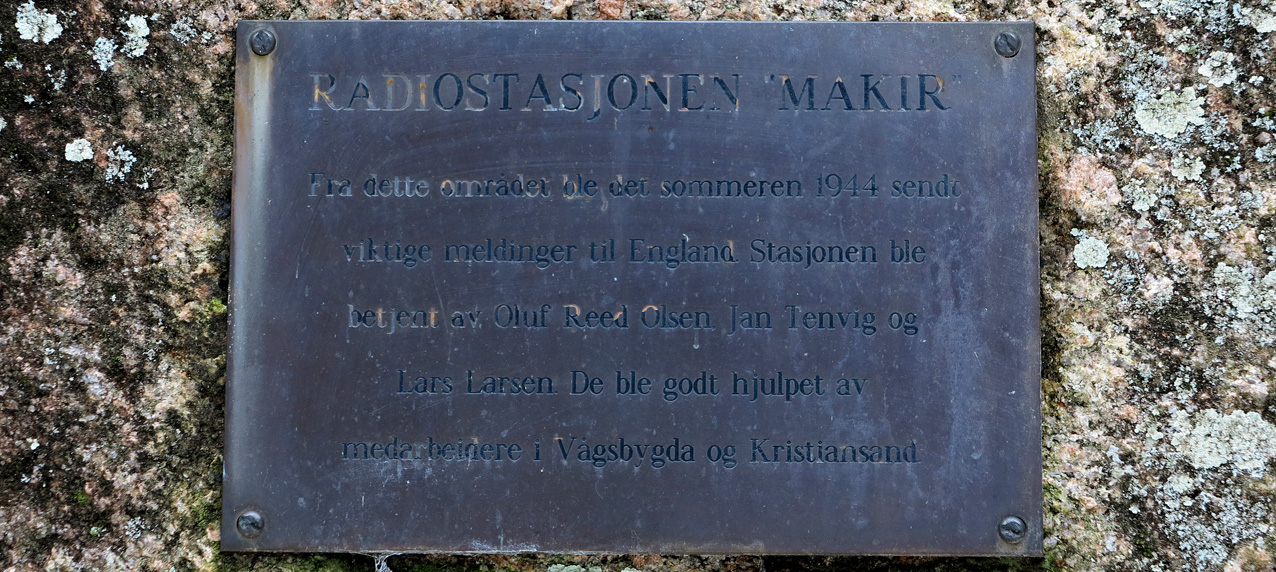 RADIOSTASJONEN "MAKIR"
Fra dette området ble det sommeren 1944 sendt
viktige meldinger til England. Stasjonen ble
betjent av Oluf Reed Olsen, Jan Tenvig og
Lars Larsen. De ble godt hjulpet av
medarbeidere i Vågsbygda og Kristiansand.